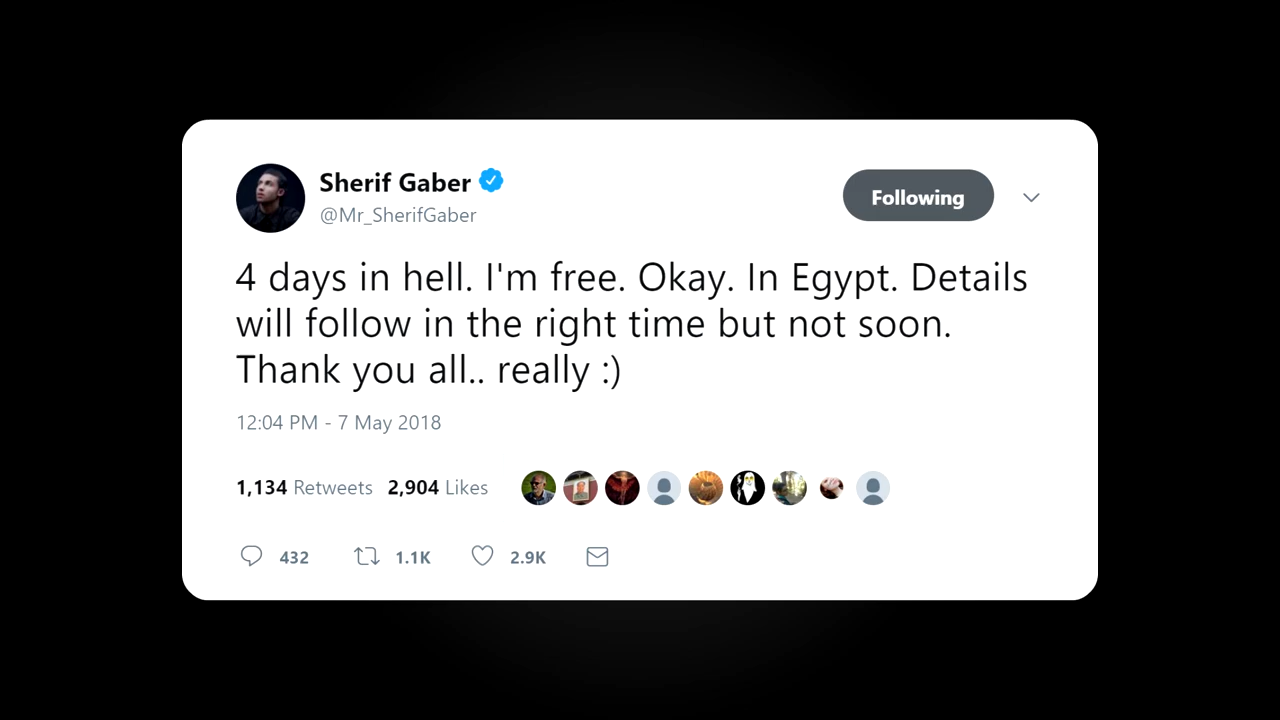 Sherif Gaber
@Mr_SherifGaber
Following
4 days in hell. I'm free. Okay. In Egypt. Details
will follow in the right time but not soon.
Thank you all.. really :)
12:04 PM - 7 May 2018
1,134 Retweets 2,904 Likes
432 1.1K 2.9K